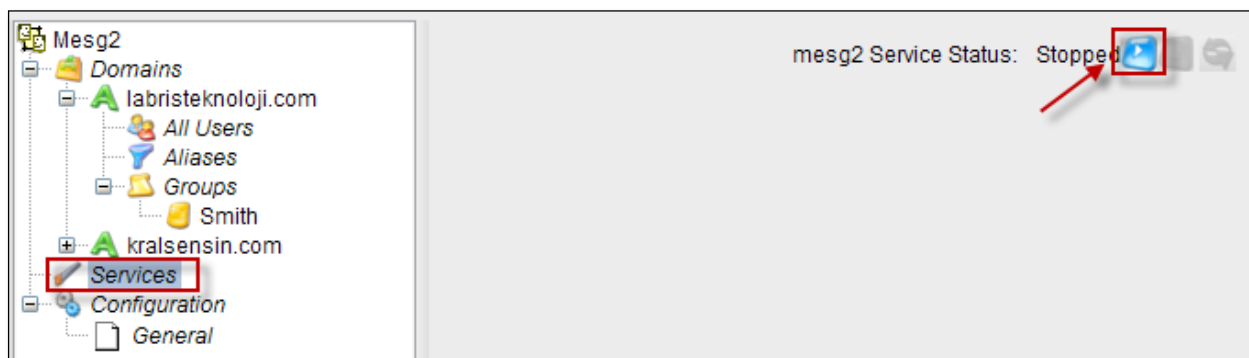 Mesg2
Domains
labristeknoloji.com
All Users
Aliases
Groups
Smith
kralsensin.com
Services
Configuration
General
mesg2 Service Status: Stopped